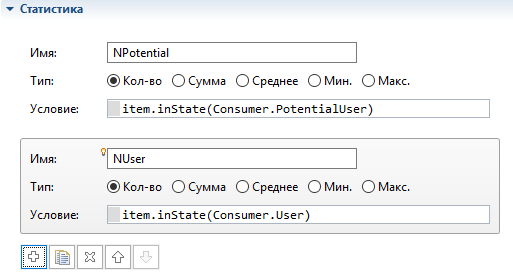 Статистика
Имя: NPotential
Тип: Кол-во Сумма Среднее Мин. Макс.
Условие: item.inState(Consumer.PotentialUser)
Имя: NUser
Тип: Кол-во Сумма Среднее Мин. Макс.
Условие: item.inState(Consumer.User)